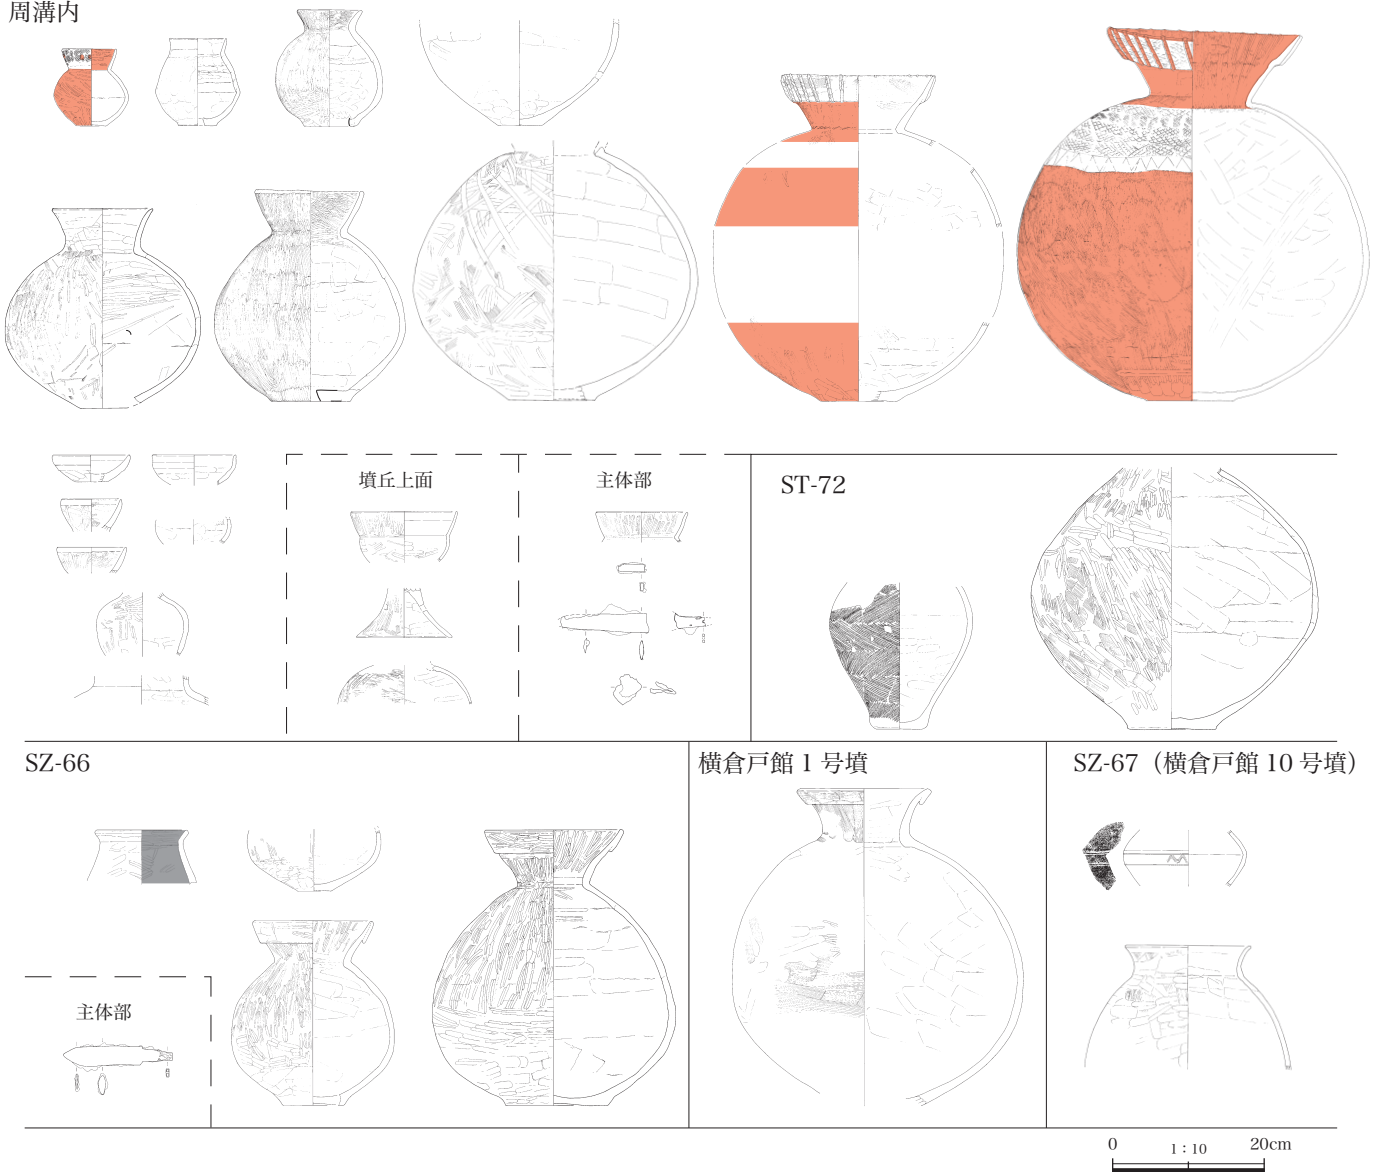 周溝内
墳丘上面
主体部
ST-72
SZ-66
横倉戸館 1 号墳
SZ-67（横倉戸館 10 号墳）
主体部
0 1：10 20cm